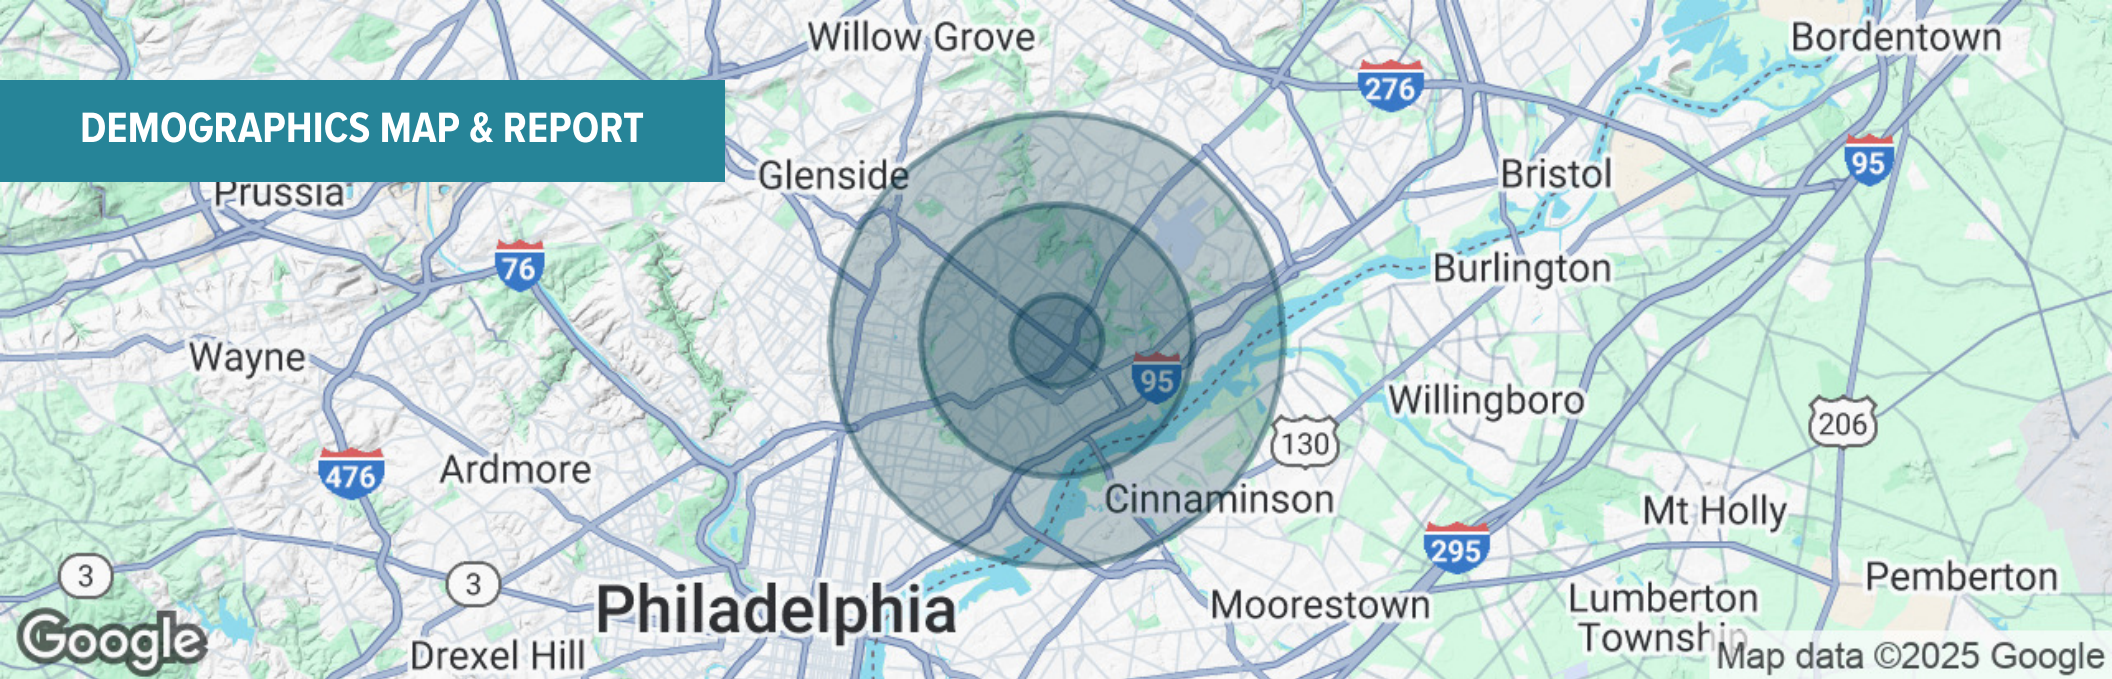 Willow Grove
Bordentown
276
DEMOGRAPHICS MAP & REPORT
95
Glenside
Bristol
Prussia
76
Burlington
Wayne
95
Willingboro
130
206
476
Ardmore
Cinnaminson
Mt Holly
295
3
3
Philadelphia
Moorestown
Lumberton
Township
Pemberton
Google
Drexel Hill
Map data ©2025 Google